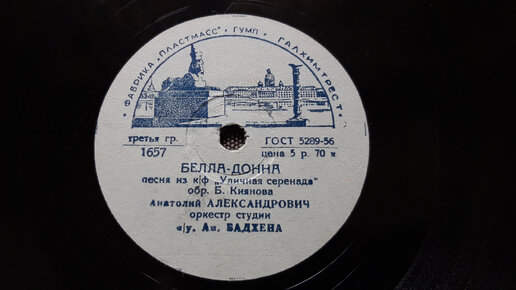 ФАБРИКА „ПЛАСТМАСС" ГУМП • ГАЛХИМТРЕСТ •
третья гр.
ГОСТ 5289-56
1657
цена 5 р. 70 к
БЕЛЛА-ДОННА
песня из к/ф „Уличная серенада"
обр. Б. Киянова
Анатолий АЛЕКСАНДРОВИЧ
оркестр студии
п/у. Ан. БАДХЕНА